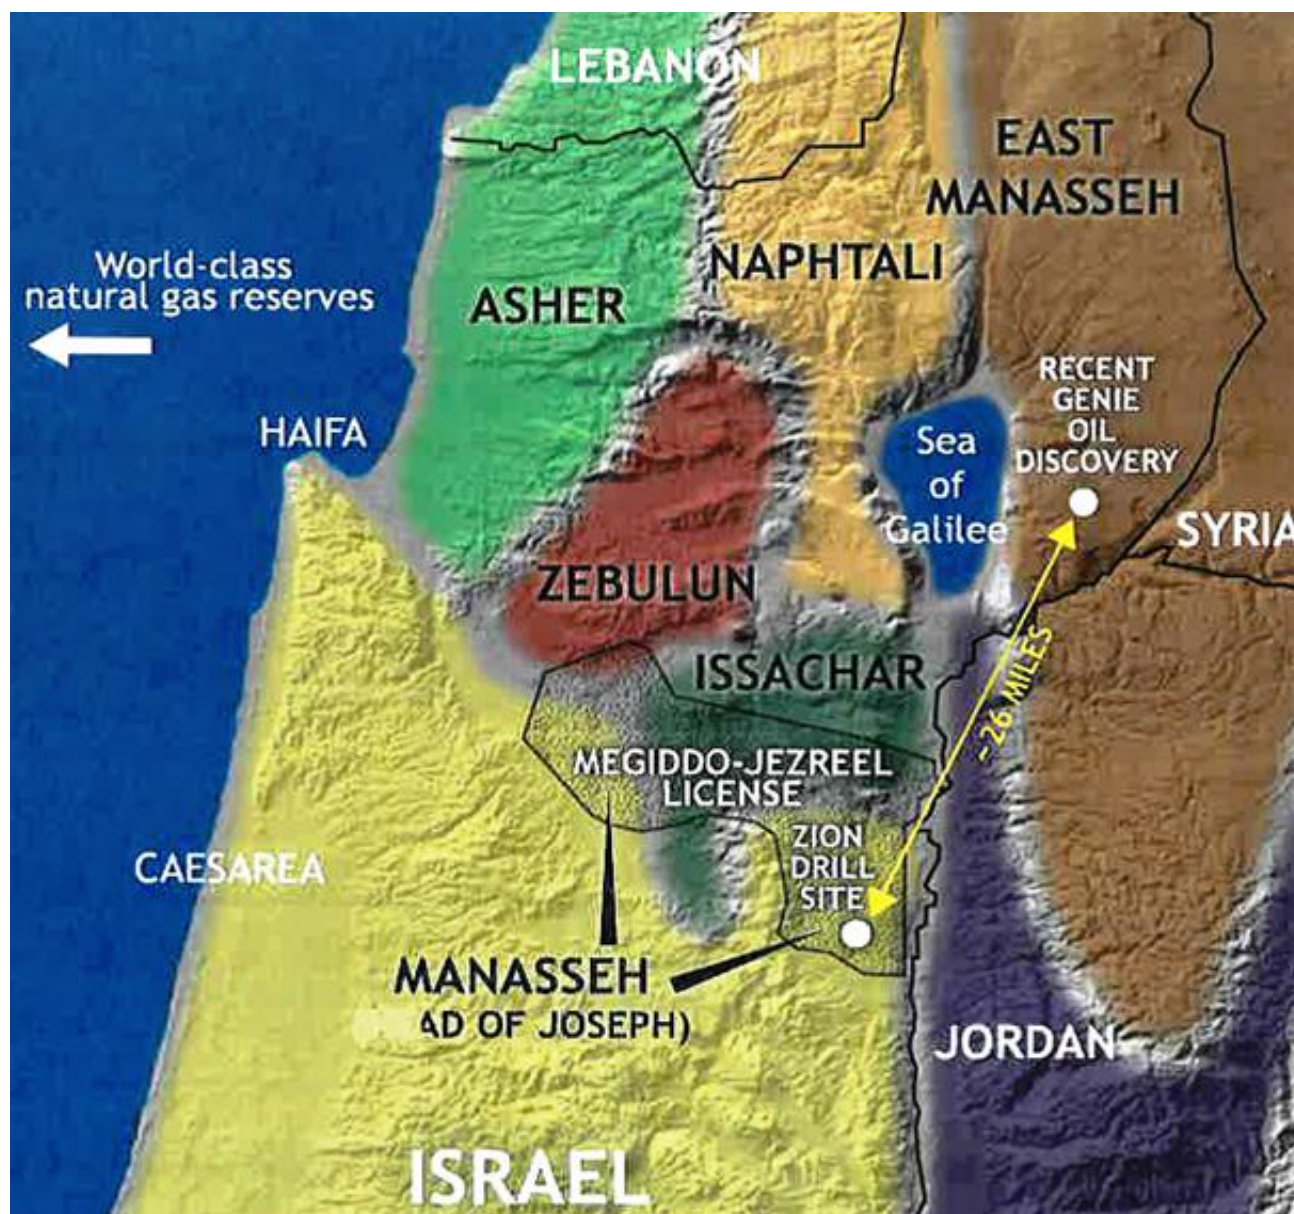 LEBANON
EAST
MANASSEH
NAPHTALI
World-class
natural gas reserves
ASHER
RECENT
GENIE
OIL
DISCOVERY
HAIFA
Sea
of
Galilee
SYRIA
ZEBULUN
ISSACHAR
~26 MILES
MEGIDDO-JEZREEL
LICENSE
ZION
DRILL
SITE
CAESAREA
MANASSEH
AD OF JOSEPH)
JORDAN
ISRAEL